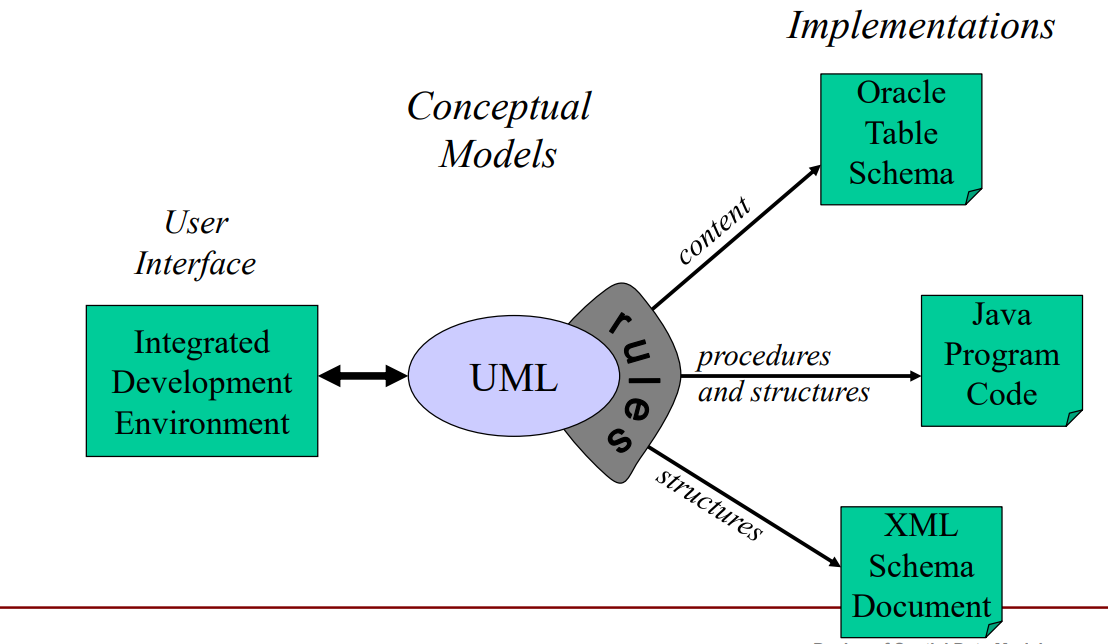 Implementations
Conceptual
Models
User
Interface
Integrated
Development
Environment
UML
rules
content
Oracle
Table
Schema
procedures
and structures
Java
Program
Code
structures
XML
Schema
Document